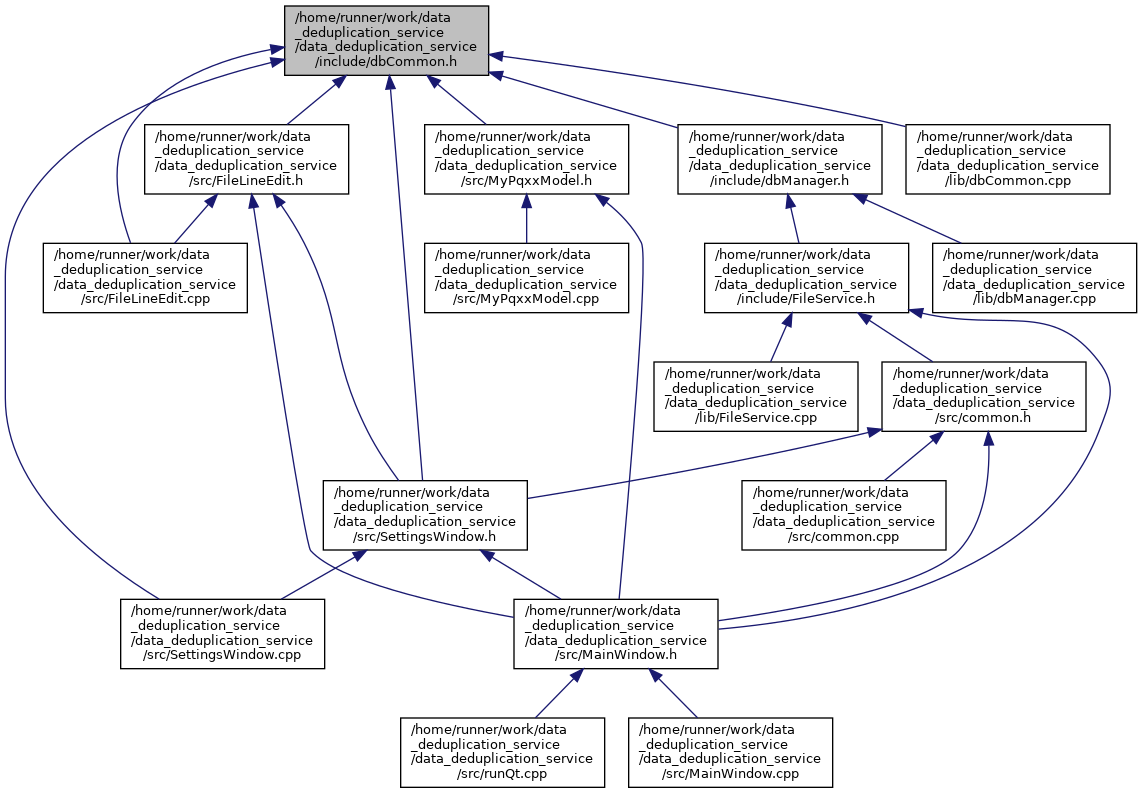 /home/runner/work/data
_deduplication_service
/data_deduplication_service
/include/dbCommon.h
/home/runner/work/data
_deduplication_service
/data_deduplication_service
/src/FileLineEdit.h
/home/runner/work/data
_deduplication_service
/data_deduplication_service
/src/MyPqxxModel.h
/home/runner/work/data
_deduplication_service
/data_deduplication_service
/include/dbManager.h
/home/runner/work/data
_deduplication_service
/data_deduplication_service
/lib/dbCommon.cpp
/home/runner/work/data
_deduplication_service
/data_deduplication_service
/src/FileLineEdit.cpp
/home/runner/work/data
_deduplication_service
/data_deduplication_service
/src/MyPqxxModel.cpp
/home/runner/work/data
_deduplication_service
/data_deduplication_service
/include/FileService.h
/home/runner/work/data
_deduplication_service
/data_deduplication_service
/lib/dbManager.cpp
/home/runner/work/data
_deduplication_service
/data_deduplication_service
/lib/FileService.cpp
/home/runner/work/data
_deduplication_service
/data_deduplication_service
/src/common.h
/home/runner/work/data
_deduplication_service
/data_deduplication_service
/src/SettingsWindow.h
/home/runner/work/data
_deduplication_service
/data_deduplication_service
/src/common.cpp
/home/runner/work/data
_deduplication_service
/data_deduplication_service
/src/SettingsWindow.cpp
/home/runner/work/data
_deduplication_service
/data_deduplication_service
/src/MainWindow.h
/home/runner/work/data
_deduplication_service
/data_deduplication_service
/src/runQt.cpp
/home/runner/work/data
_deduplication_service
/data_deduplication_service
/src/MainWindow.cpp